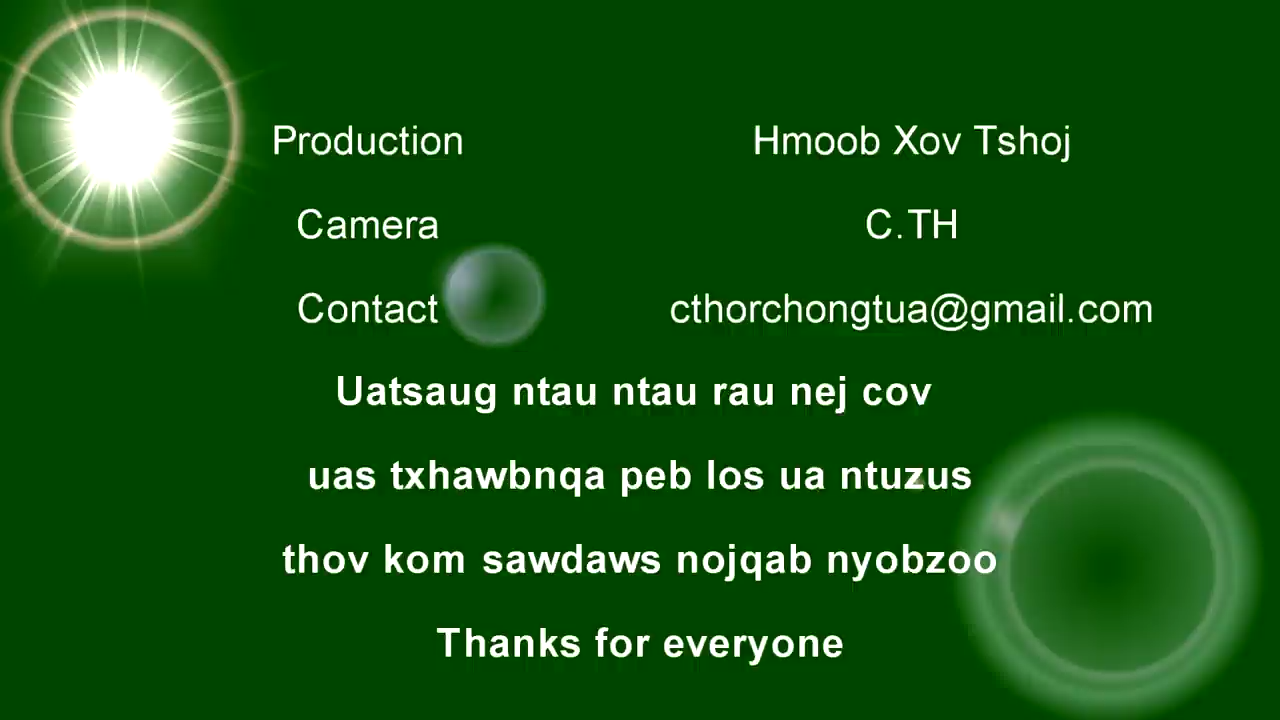 Production Hmoob Xov Tshoj
Camera C.TH
Contact cthorchongtua@gmail.com
Uatsaug ntau ntau rau nej cov
uas txhawbnqa peb los ua ntuzus
thov kom sawdaws nojqab nyobzoo
Thanks for everyone